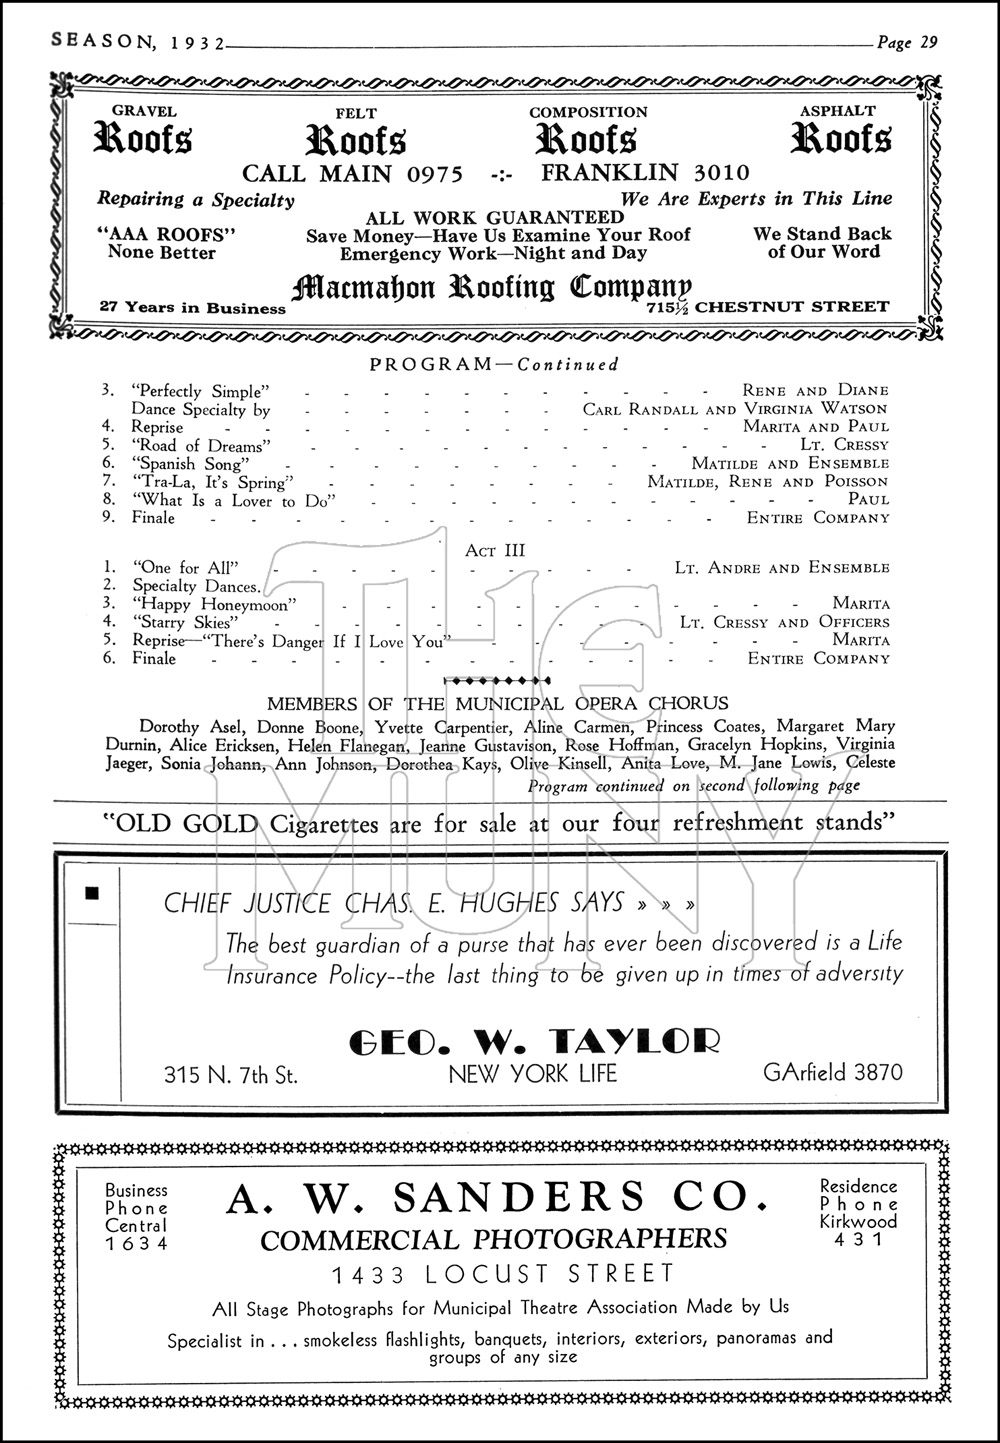 SEASON, 1932 Page 29
GRAVEL FELT COMPOSITION ASPHALT
Roofs Roofs Roofs Roofs
CALL MAIN 0975 -:- FRANKLIN 3010
Repairing a Specialty We Are Experts in This Line
ALL WORK GUARANTEED
"AAA ROOFS" Save Money—Have Us Examine Your Roof We Stand Back
None Better Emergency Work—Night and Day of Our Word
Macmahon Roofing Company
27 Years in Business 715½ CHESTNUT STREET
PROGRAM—Continued
3. "Perfectly Simple" - - - - - - - - - - RENE AND DIANE
Dance Specialty by - - - - - - - CARL RANDALL AND VIRGINIA WATSON
4. Reprise - - - - - - - - - - - - MARITA AND PAUL
5. "Road of Dreams" - - - - - - - - - - - LT. CRESSY
6. "Spanish Song" - - - - - - - - - - MATILDE AND ENSEMBLE
7. "Tra-La, It's Spring" - - - - - - - - MATILDE, RENE AND POISSON
8. "What Is a Lover to Do" - - - - - - - - - - - PAUL
9. Finale - - - - - - - - - - - - - ENTIRE COMPANY
ACT III
1. "One for All" - - - - - - - - - LT. ANDRE AND ENSEMBLE
2. Specialty Dances.
3. "Happy Honeymoon" - - - - - - - - - - - MARITA
4. "Starry Skies" - - - - - - - - - - LT. CRESSY AND OFFICERS
5. Reprise—"There's Danger If I Love You" - - - - - - - - MARITA
6. Finale - - - - - - - - - - - - - ENTIRE COMPANY
MEMBERS OF THE MUNICIPAL OPERA CHORUS
Dorothy Asel, Donne Boone, Yvette Carpentier, Aline Carmen, Princess Coates, Margaret Mary
Durnin, Alice Ericksen, Helen Flanegan, Jeanne Gustavison, Rose Hoffman, Gracelyn Hopkins, Virginia
Jaeger, Sonia Johann, Ann Johnson, Dorothea Kays, Olive Kinsell, Anita Love, M. Jane Lowis, Celeste
Program continued on second following page
"OLD GOLD Cigarettes are for sale at our four refreshment stands"
CHIEF JUSTICE CHAS. E. HUGHES SAYS » » »
The best guardian of a purse that has ever been discovered is a Life
Insurance Policy--the last thing to be given up in times of adversity
GEO. W. TAYLOR
315 N. 7th St. NEW YORK LIFE GArfield 3870
Business
Phone
Central
1634
A. W. SANDERS CO.
COMMERCIAL PHOTOGRAPHERS
1433 LOCUST STREET
Residence
Phone
Kirkwood
431
All Stage Photographs for Municipal Theatre Association Made by Us
Specialist in . . . smokeless flashlights, banquets, interiors, exteriors, panoramas and
groups of any size
THE
MUNY